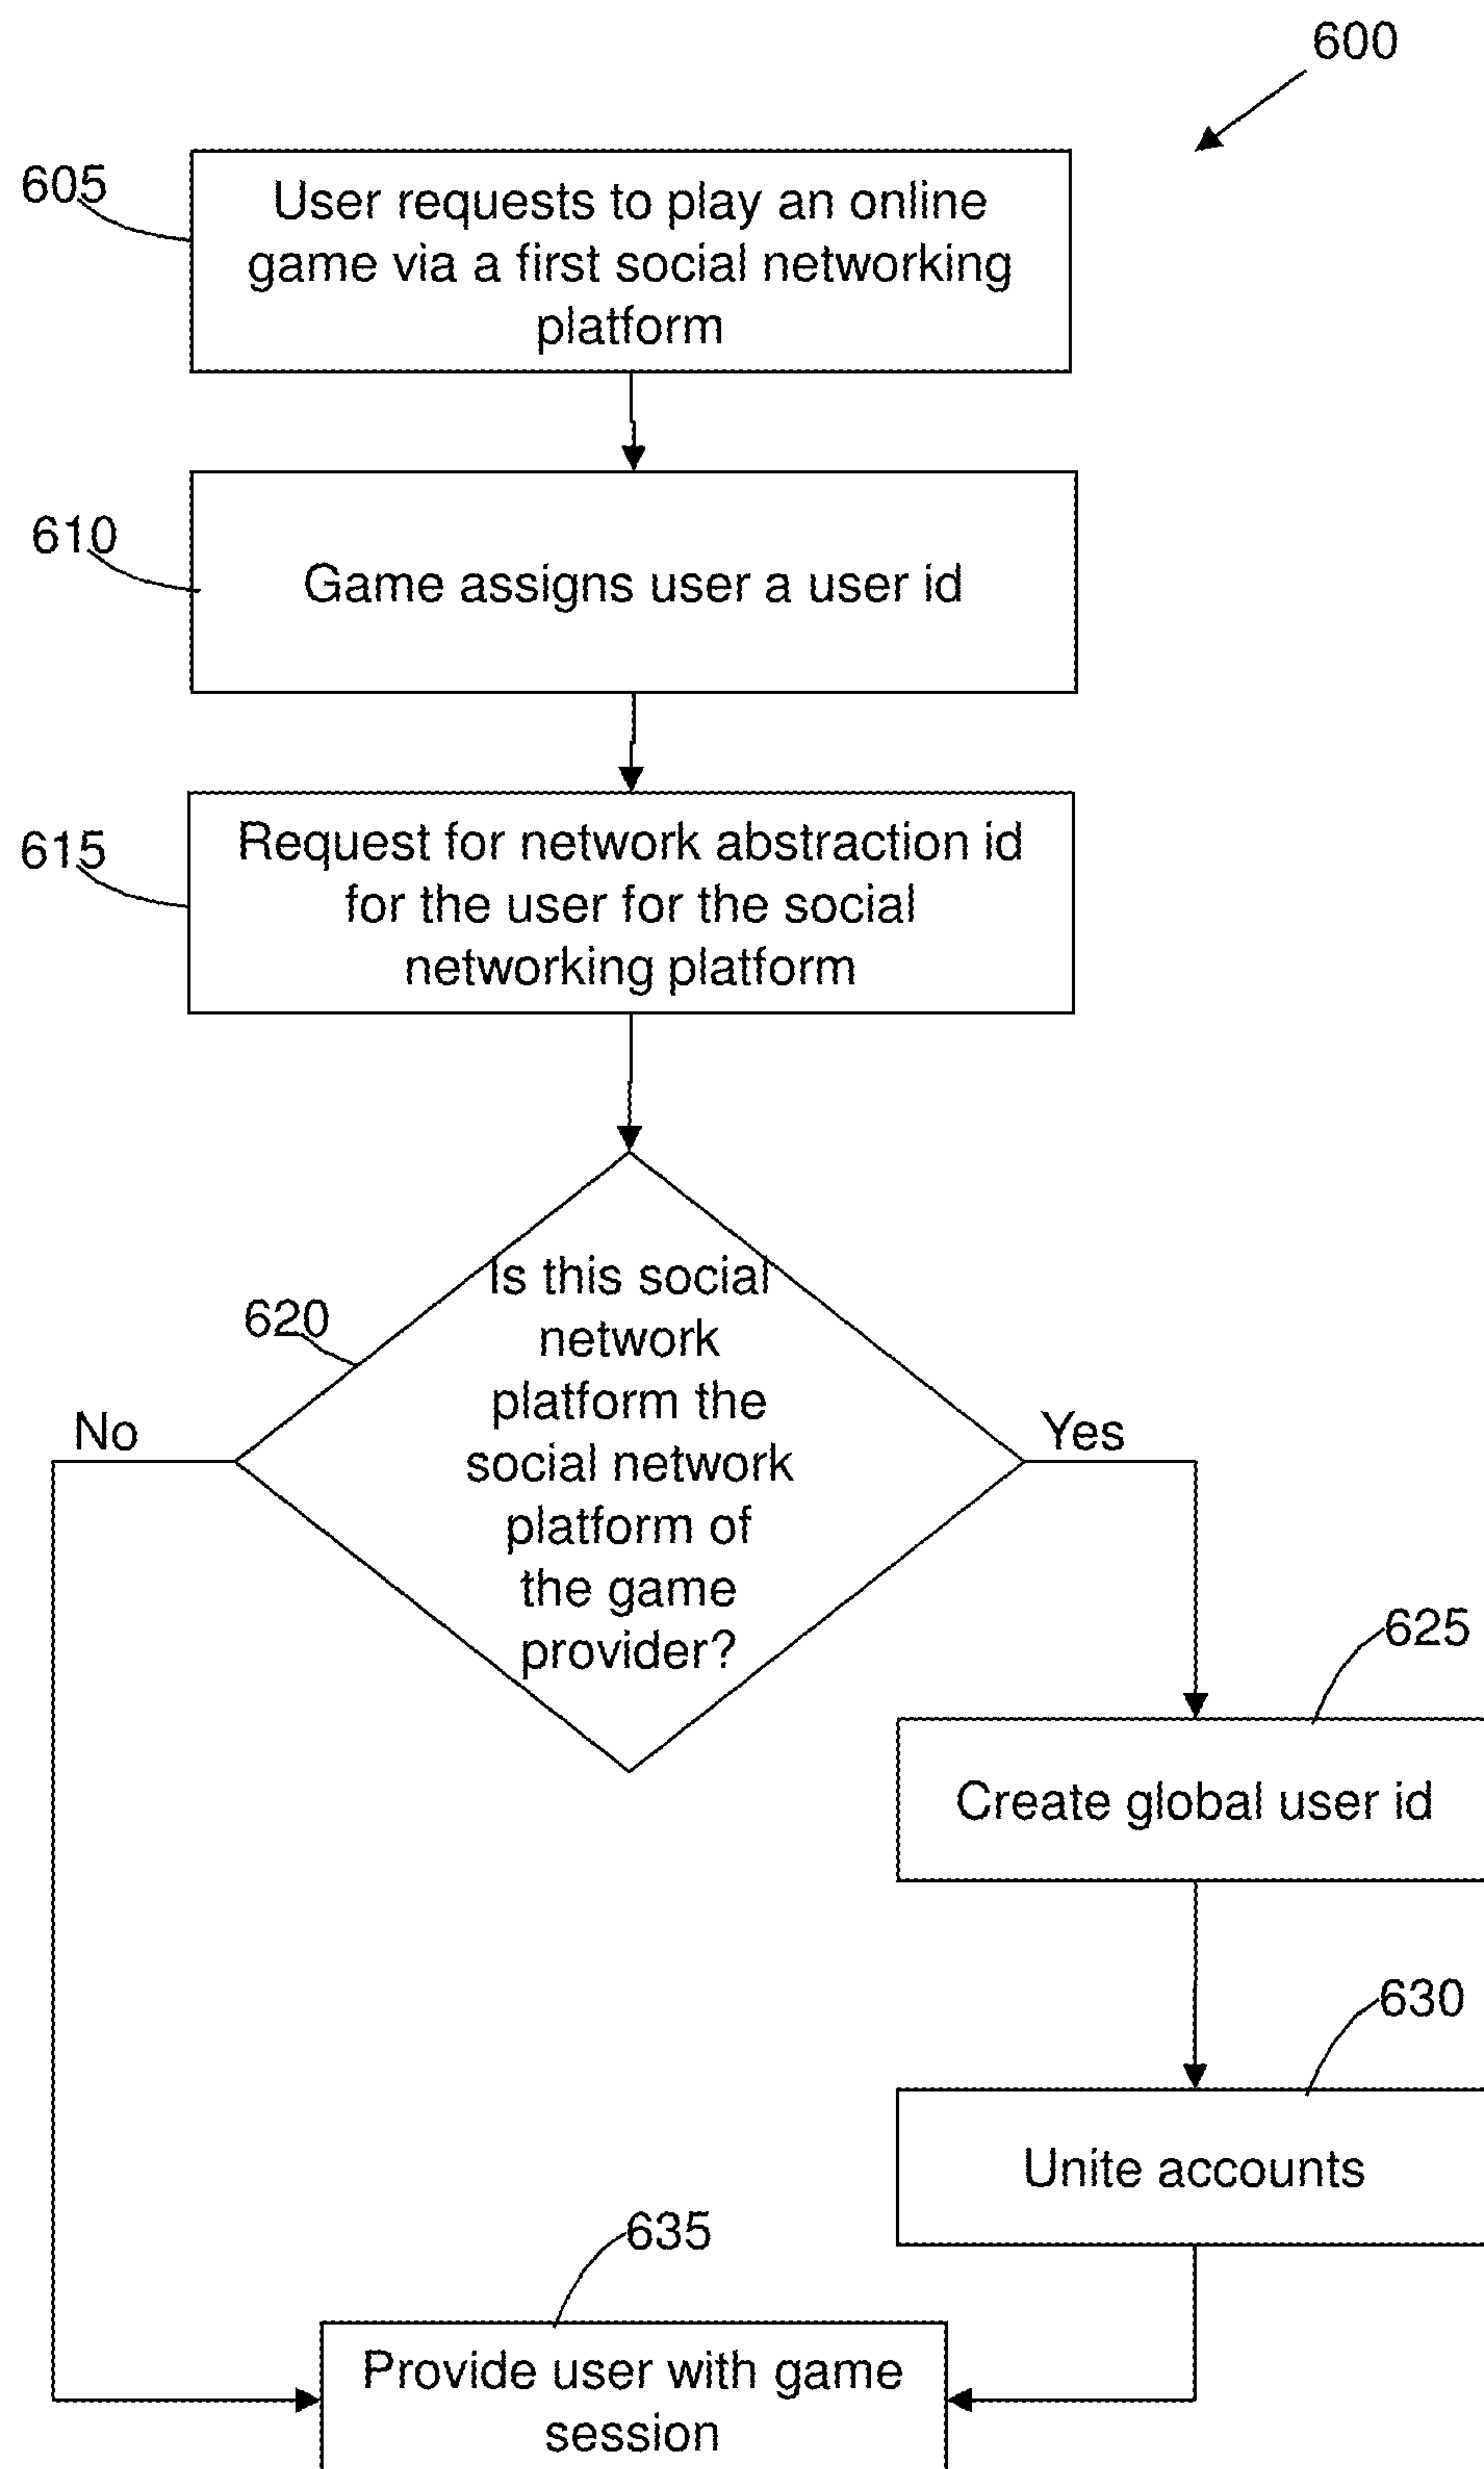 600
605
User requests to play an online
game via a first social networking
platform
610
Game assigns user a user id
615
Request for network abstraction id
for the user for the social
networking platform
620
Is this social
network
platform the
social network
platform of
the game
provider?
No
Yes
625
Create global user id
630
Unite accounts
635
Provide user with game
session